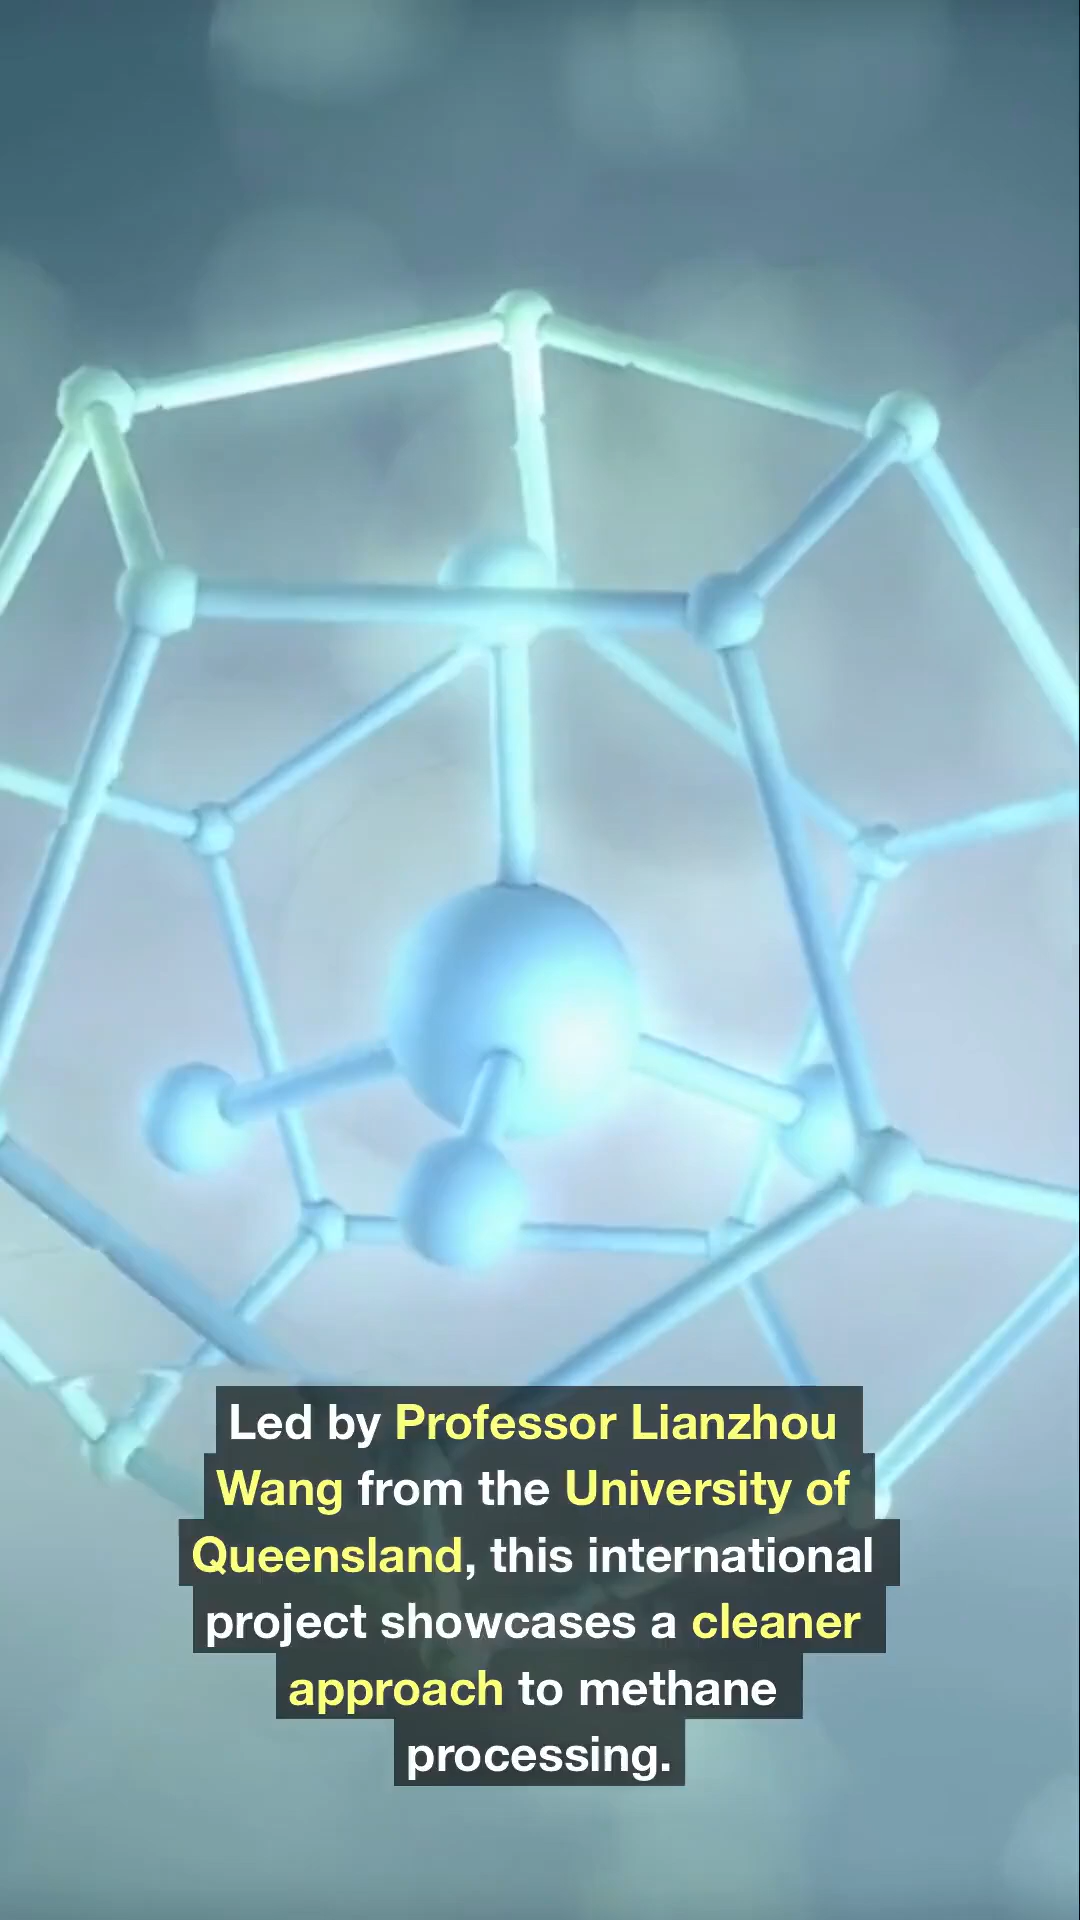 Led by Professor Lianzhou
Wang from the University of
Queensland, this international
project showcases a cleaner
approach to methane
processing.